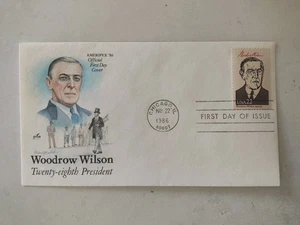 AMERIPEX '86
Official
First Day
Cover
CHICAGO, IL
MAY 22
1986
60607
FIRST DAY OF ISSUE
Woodrow Wilson
Twenty-eighth President